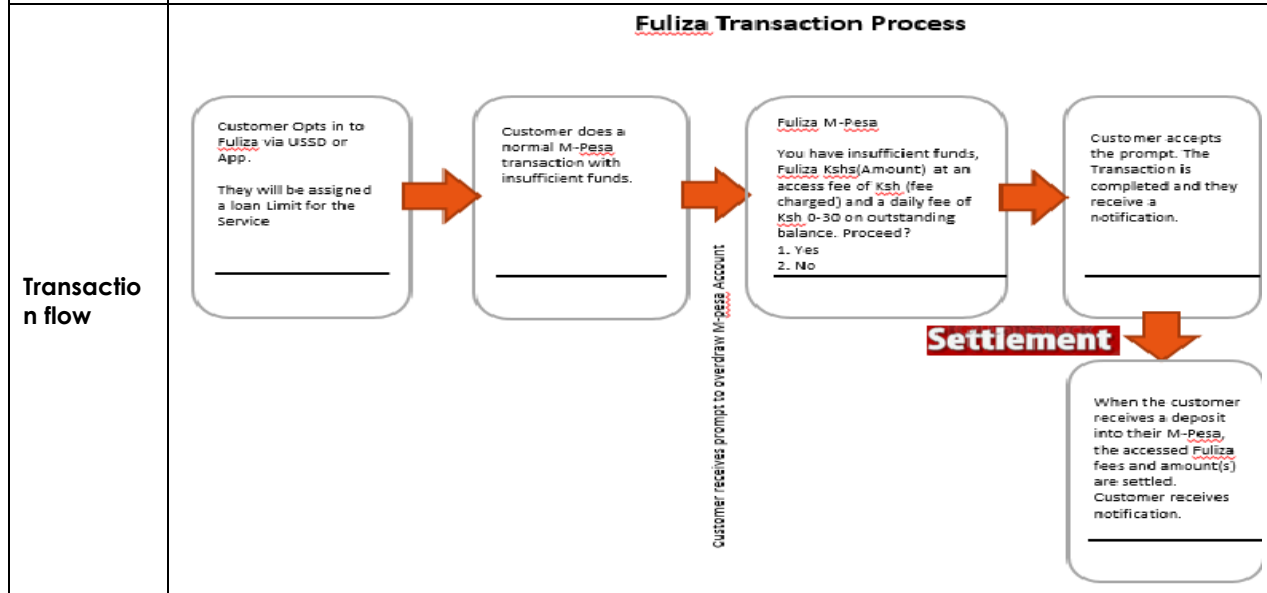 Fuliza Transaction Process
Transactio
n flow
Customer Opts in to
Fuliza via USSD or
App.
They will be assigned
a loan Limit for the
Service
Customer does a
normal M-Pesa
transaction with
insufficient funds.
Customer receives prompt to overdraw M-pesa Account
Fuliza M-Pesa
You have insufficient funds,
Fuliza Kshs(Amount) at an
access fee of Ksh (fee
charged) and a daily fee of
Ksh 0-30 on outstanding
balance. Proceed?
1. Yes
2. No
Customer accepts
the prompt. The
Transaction is
completed and they
receive a
notification.
Settlement
When the customer
receives a deposit
into their M-Pesa,
the accessed Fuliza
fees and amount(s)
are settled.
Customer receives
notification.